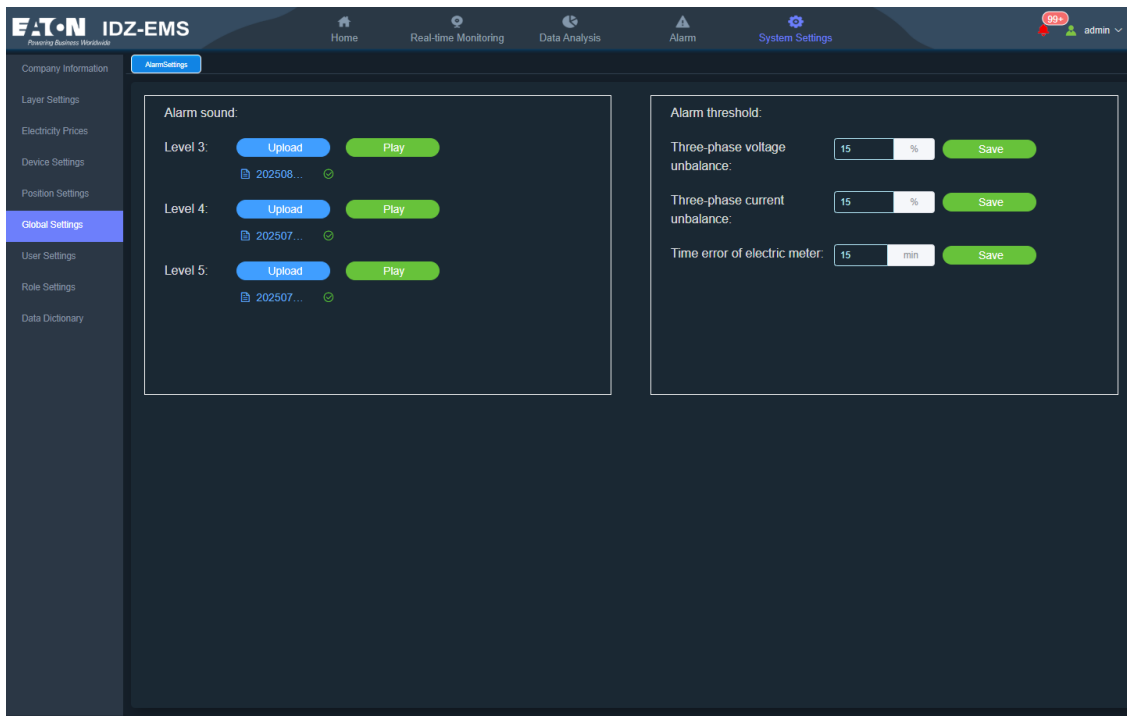 EATON IDZ-EMS
Powering Business Worldwide
Home
Real-time Monitoring
Data Analysis
Alarm
System Settings
99+
admin
Company Information
Layer Settings
Electricity Prices
Device Settings
Position Settings
Global Settings
User Settings
Role Settings
Data Dictionary
AlarmSettings
Alarm sound:
Level 3: Upload Play
202508...
Level 4: Upload Play
202507...
Level 5: Upload Play
202507...
Alarm threshold:
Three-phase voltage
unbalance:
15 % Save
Three-phase current
unbalance:
15 % Save
Time error of electric meter: 15 min Save